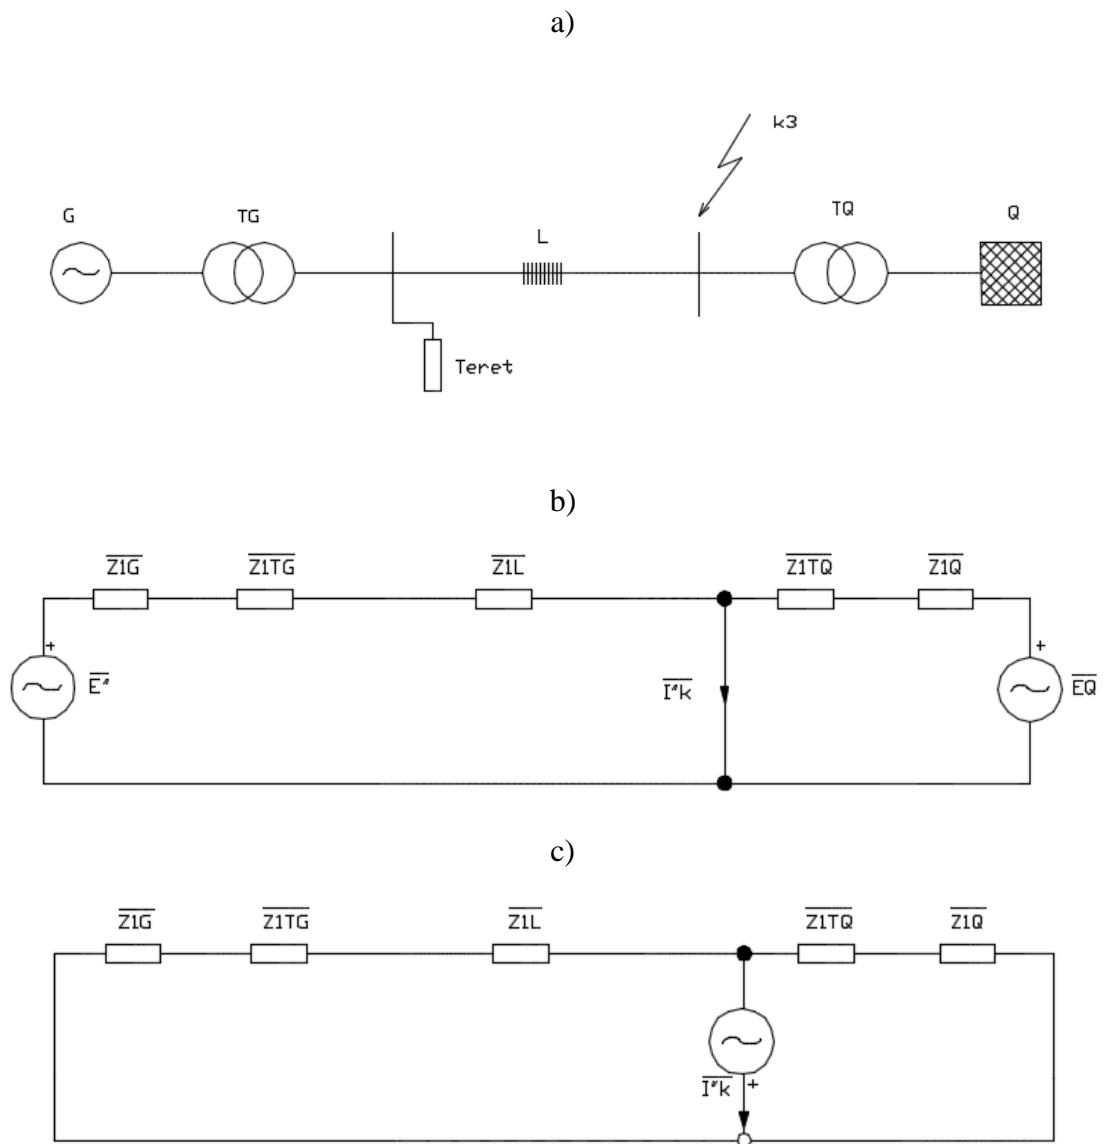 a)
k3
G TG L TQ Q
Teret
b)
Z1G Z1TG Z1L Z1TQ Z1Q
+ +
E" I"k EQ
c)
Z1G Z1TG Z1L Z1TQ Z1Q
I"k +